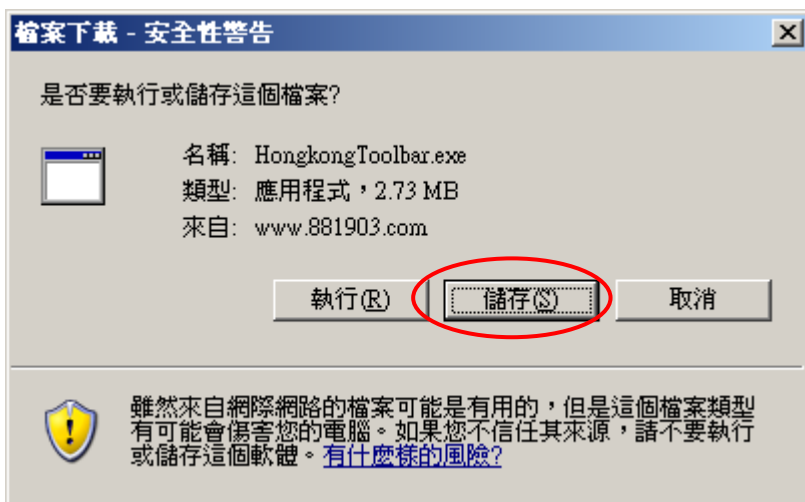 檔案下載 - 安全性警告
是否要執行或儲存這個檔案?
名稱: HongkongToolbar.exe
類型: 應用程式，2.73 MB
來自: www.881903.com
執行(R) 儲存(S) 取消
雖然來自網際網路的檔案可能是有用的，但是這個檔案類型
有可能會傷害您的電腦。如果您不信任其來源，請不要執行
或儲存這個軟體。有什麼樣的風險?